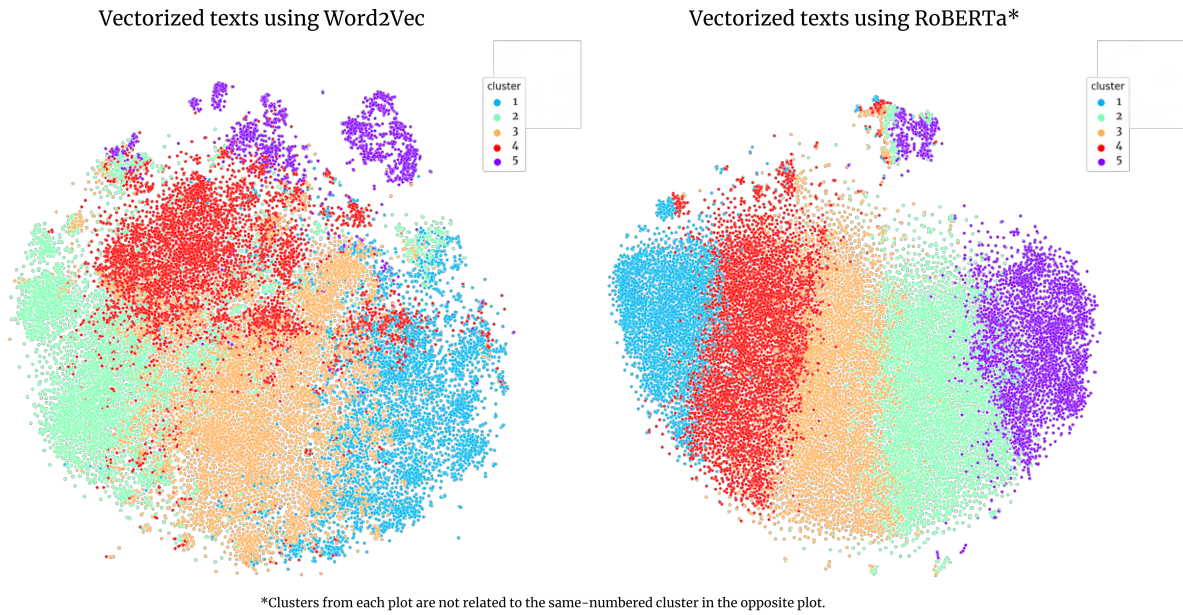 Vectorized texts using Word2Vec
cluster
1
2
3
4
5
Vectorized texts using RoBERTa*
cluster
1
2
3
4
5
*Clusters from each plot are not related to the same-numbered cluster in the opposite plot.